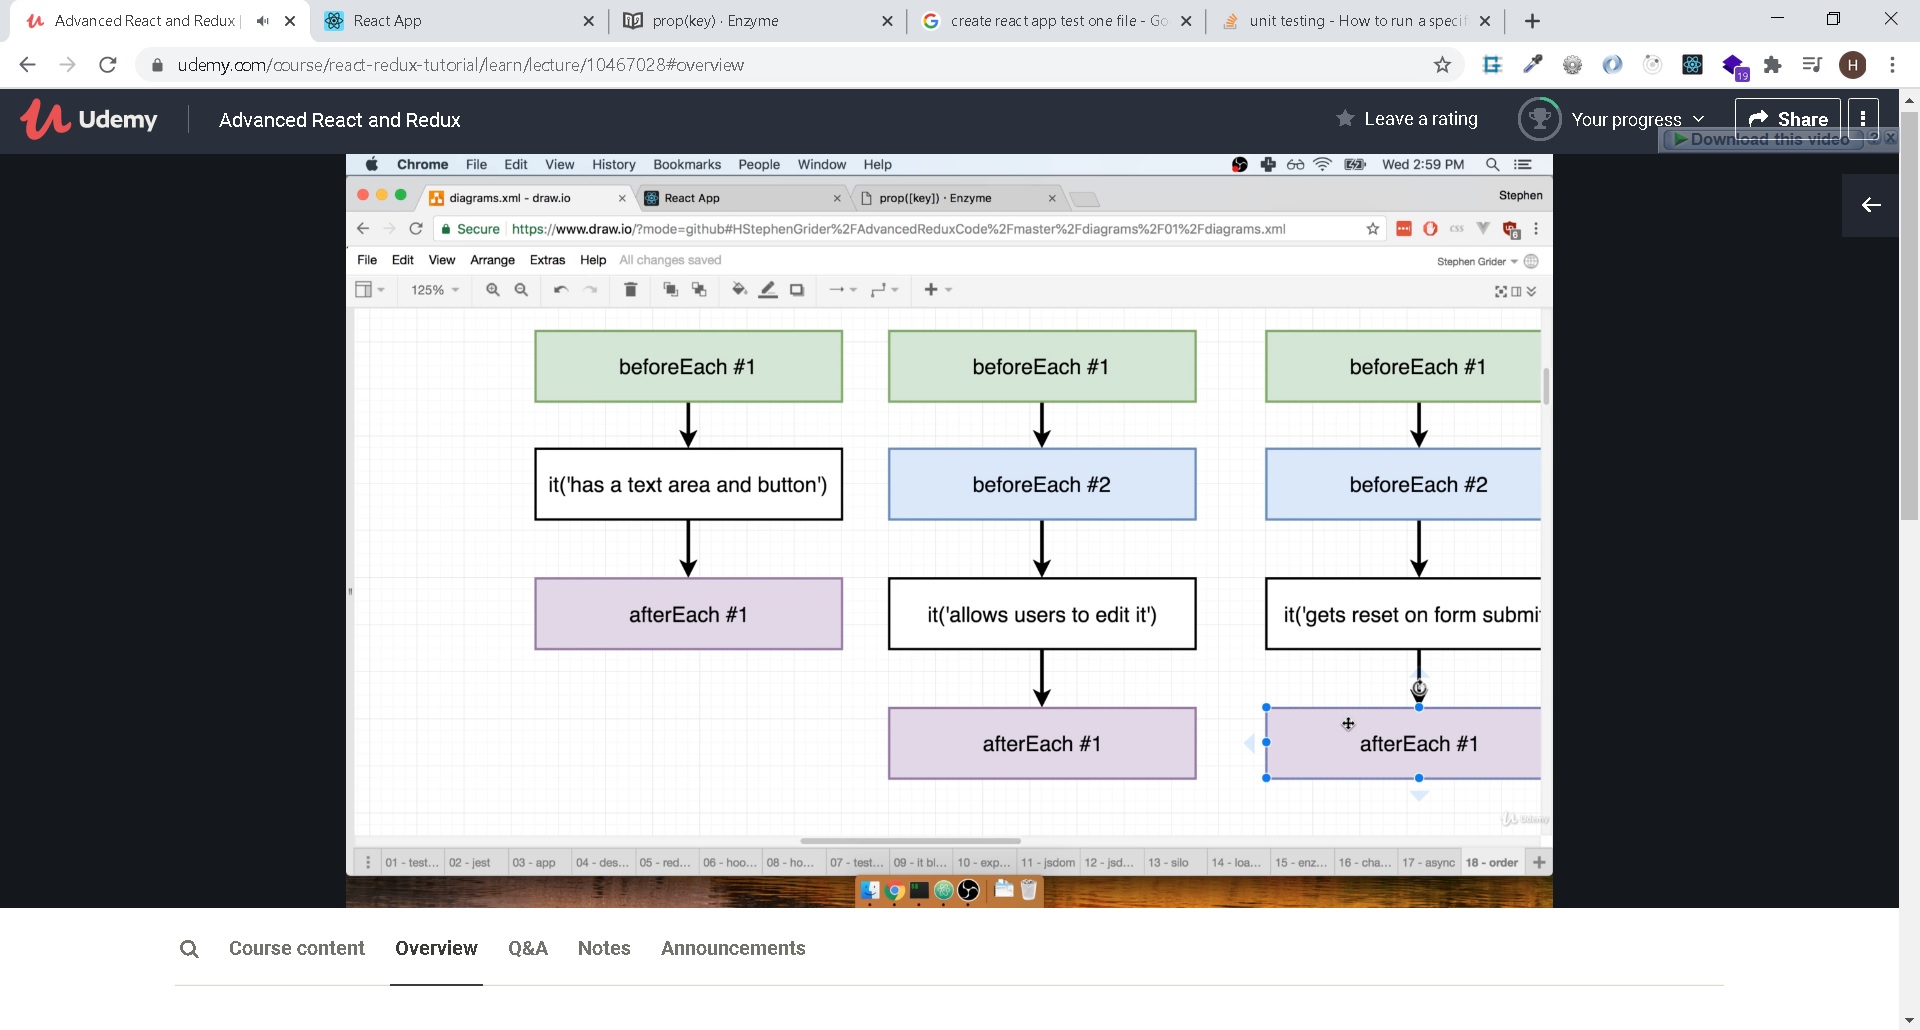 Advanced React and Redux
React App
prop(key) · Enzyme
create react app test one file - Go
unit testing - How to run a specif
udemy.com/course/react-redux-tutorial/learn/lecture/10467028#overview
19
H
Udemy
Advanced React and Redux
Leave a rating
Your progress
Share
Download this video
?
Chrome File Edit View History Bookmarks People Window Help
Wed 2:59 PM
diagrams.xml - draw.io
React App
prop([key]) · Enzyme
Stephen
Secure
https://www.draw.io/?mode=github#HStephenGrider%2FAdvancedReduxCode%2Fmaster%2Fdiagrams%2F01%2Fdiagrams.xml
CSS
6
File Edit View Arrange Extras Help All changes saved
Stephen Grider
125%
beforeEach #1
beforeEach #1
beforeEach #1
it('has a text area and button')
beforeEach #2
beforeEach #2
afterEach #1
it('allows users to edit it')
it('gets reset on form submi
afterEach #1
afterEach #1
Udemy
01 - test... 02 - jest 03 - app 04 - des... 05 - red... 06 - hoo... 08 - ho... 07 - test... 09 - it bl... 10 - exp... 11 - jsdom 12 - jsd... 13 - silo 14 - loa... 15 - enz... 16 - cha... 17 - async 18 - order
Course content Overview Q&A Notes Announcements